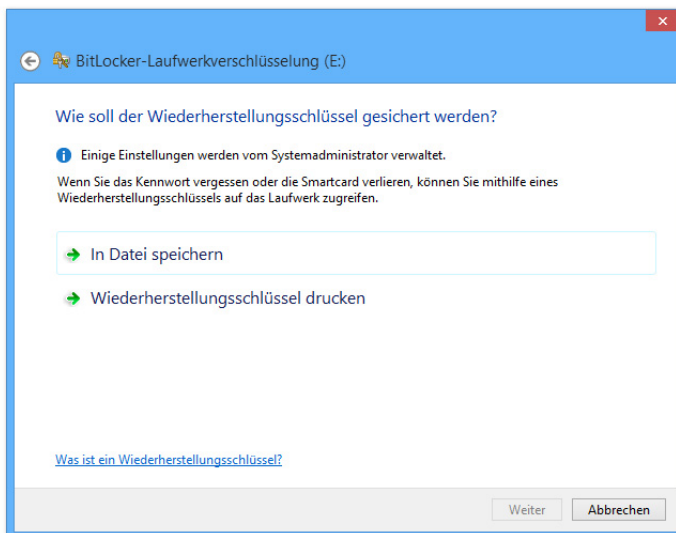 BitLocker-Laufwerkverschlüsselung (E:)
Wie soll der Wiederherstellungsschlüssel gesichert werden?
Einige Einstellungen werden vom Systemadministrator verwaltet.
Wenn Sie das Kennwort vergessen oder die Smartcard verlieren, können Sie mithilfe eines
Wiederherstellungsschlüssels auf das Laufwerk zugreifen.
In Datei speichern
Wiederherstellungsschlüssel drucken
Was ist ein Wiederherstellungsschlüssel?
Weiter
Abbrechen